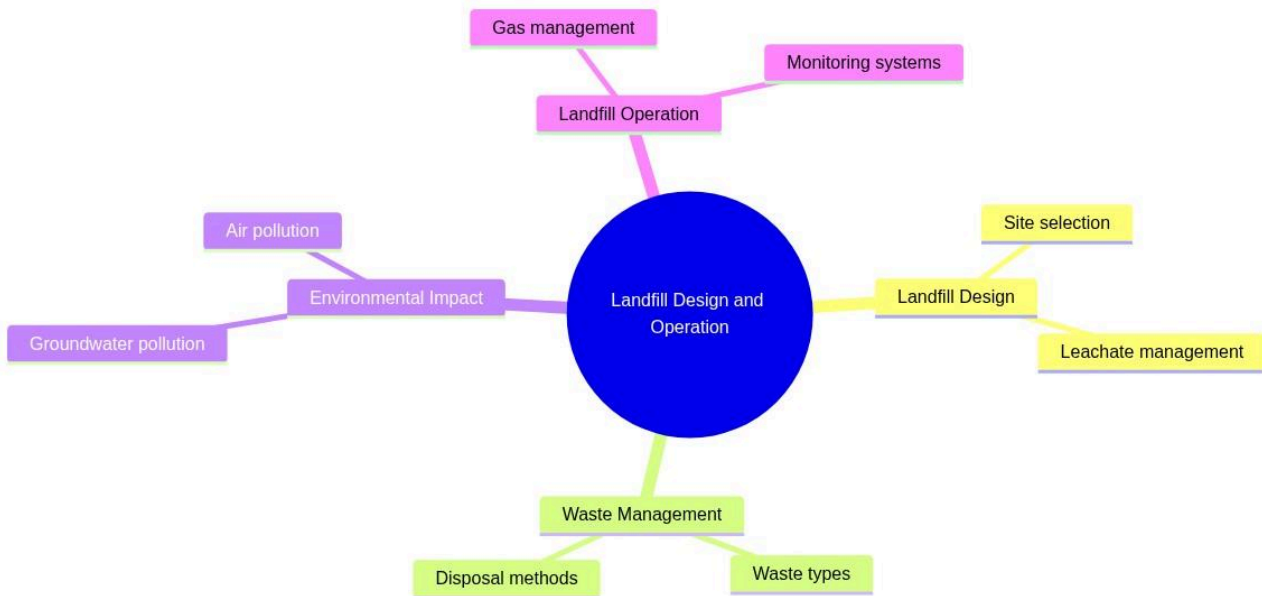 Gas management
Monitoring systems
Landfill Operation
Air pollution
Environmental Impact
Groundwater pollution
Landfill Design and
Operation
Site selection
Landfill Design
Leachate management
Waste Management
Disposal methods
Waste types